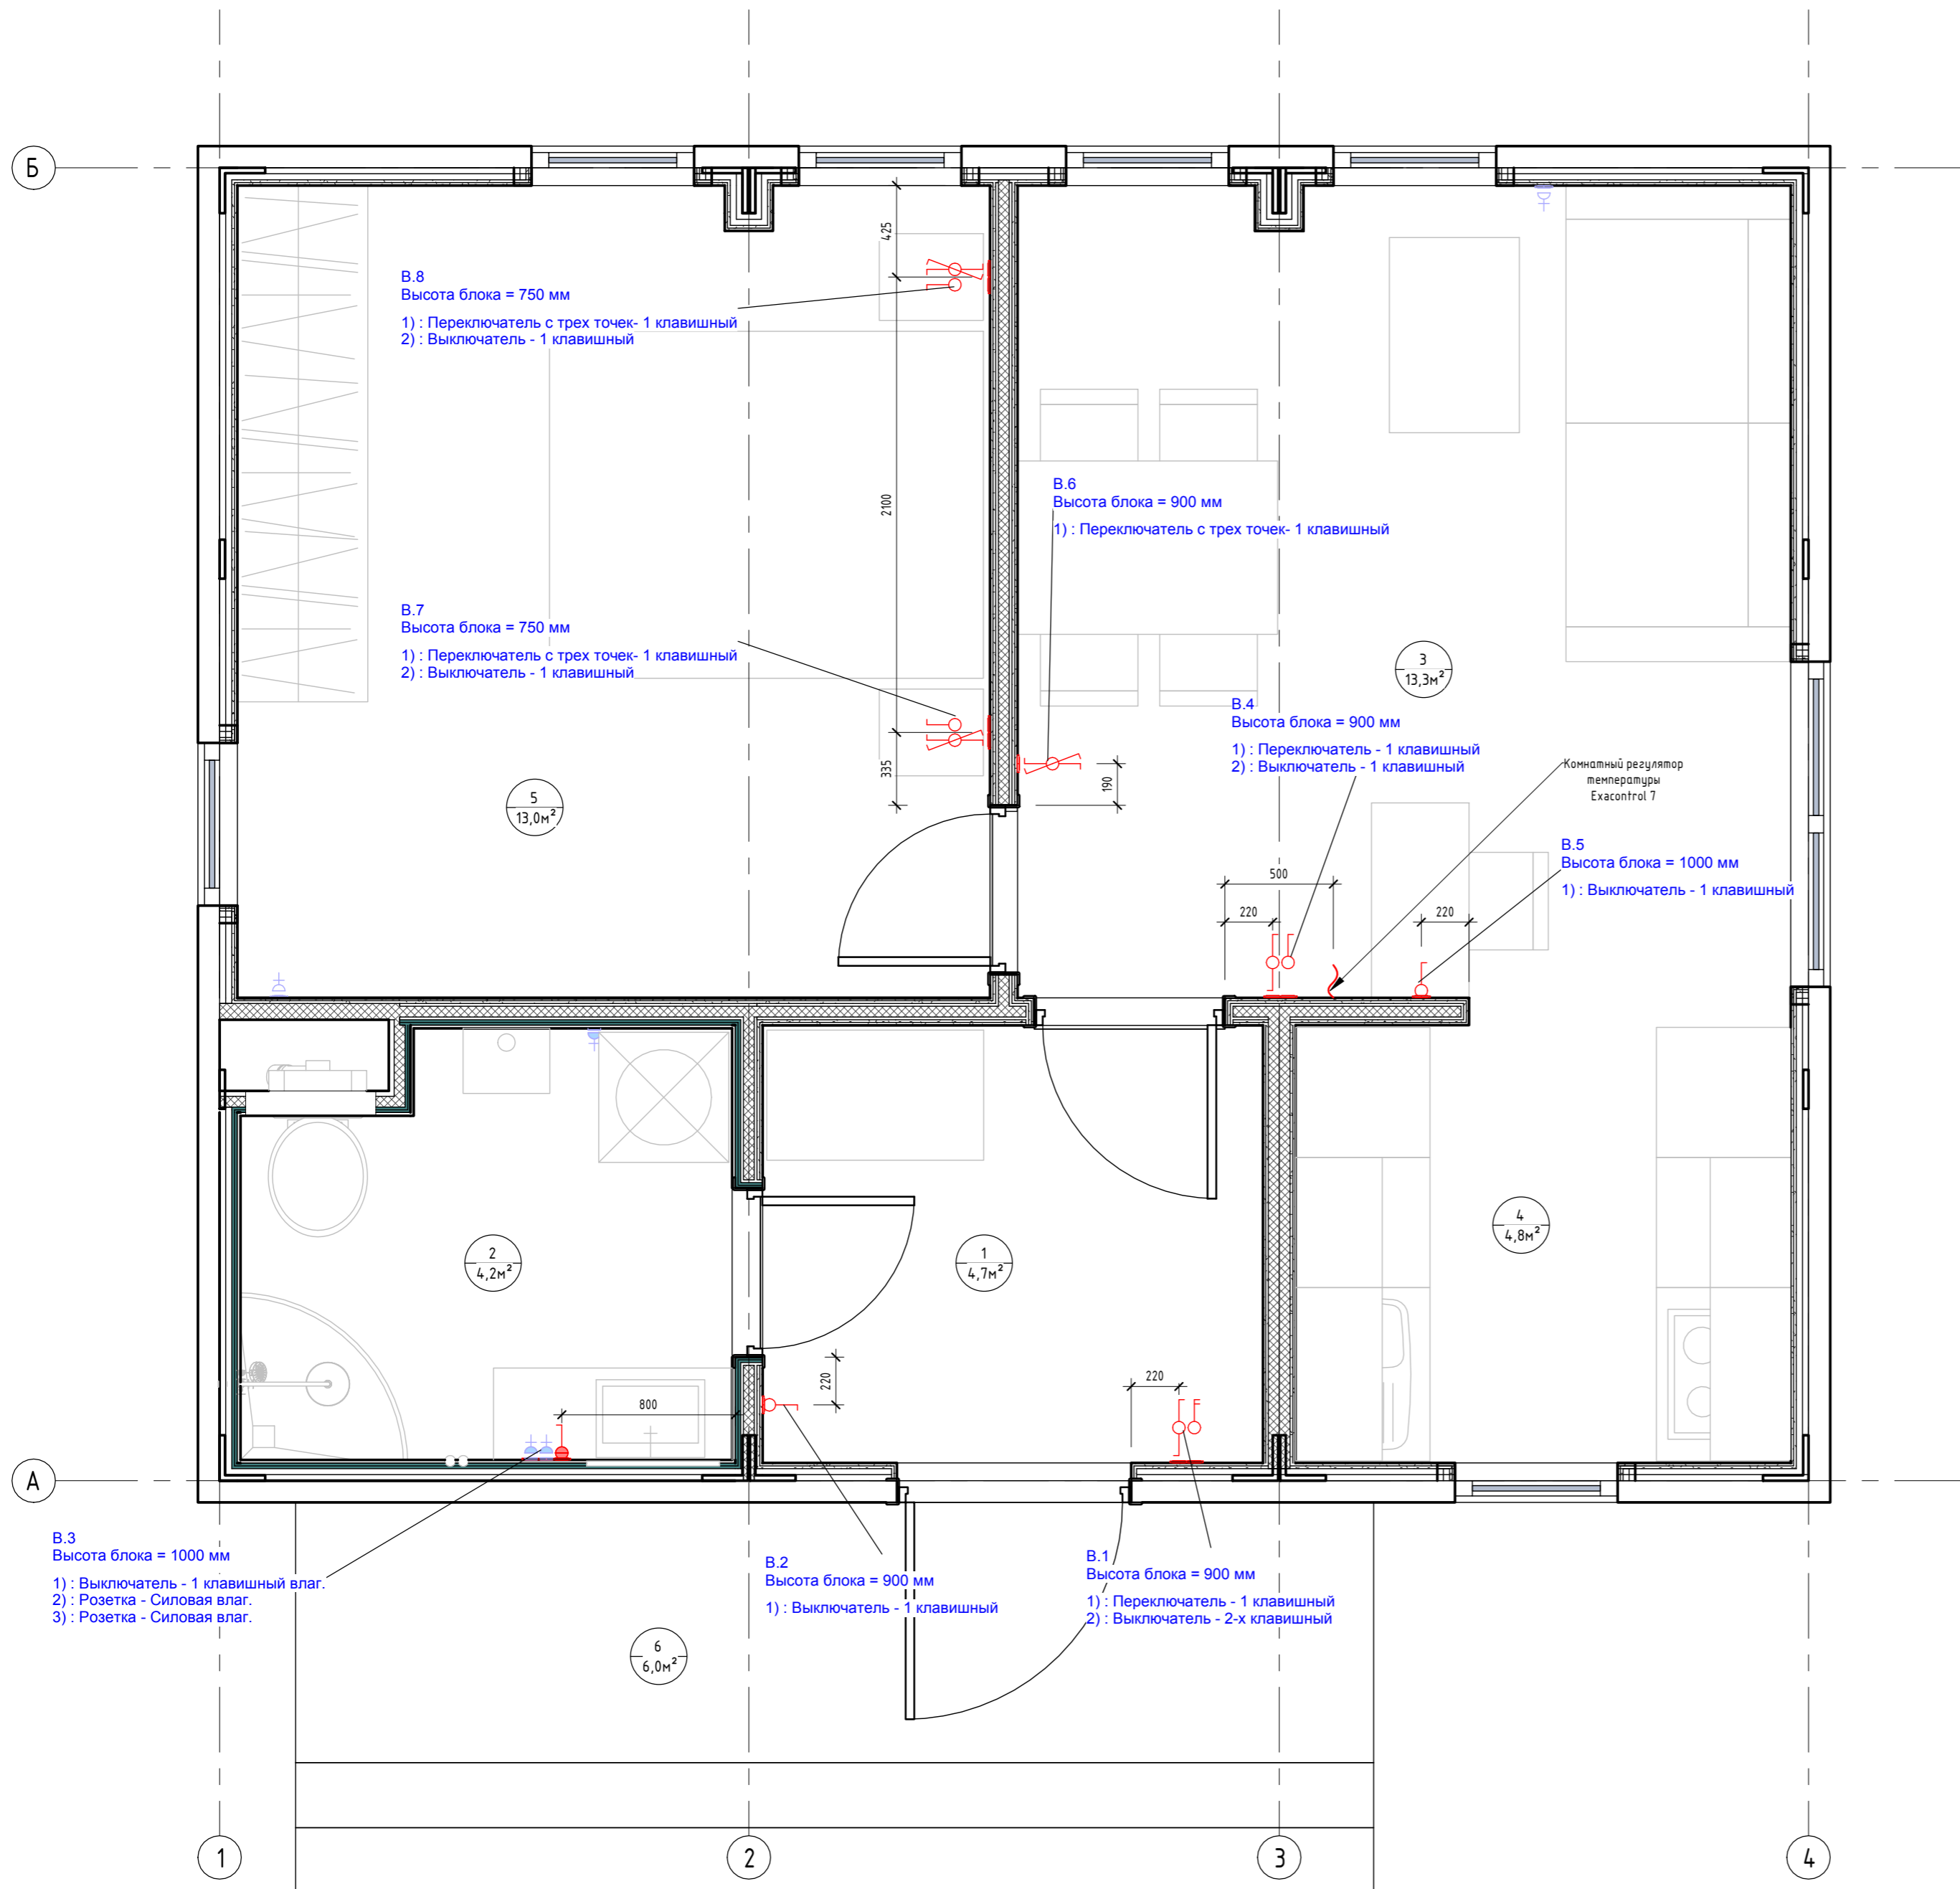 Б
425
В.8
Высота блока = 750 мм
1) : Переключатель с трех точек- 1 клавишный
2) : Выключатель - 1 клавишный
2100
В.6
Высота блока = 900 мм
1) : Переключатель с трех точек- 1 клавишный
В.7
Высота блока = 750 мм
1) : Переключатель с трех точек- 1 клавишный
2) : Выключатель - 1 клавишный
3
13,3м²
В.4
Высота блока = 900 мм
1) : Переключатель - 1 клавишный
2) : Выключатель - 1 клавишный
335
190
Комнатный регулятор
температуры
Exacontrol 7
5
13,0м²
В.5
Высота блока = 1000 мм
1) : Выключатель - 1 клавишный
500
220
220
4
4,8м²
2
4,2м²
1
4,7м²
220
220
800
А
В.3
Высота блока = 1000 мм
1) : Выключатель - 1 клавишный влаг.
2) : Розетка - Силовая влаг.
3) : Розетка - Силовая влаг.
В.2
Высота блока = 900 мм
1) : Выключатель - 1 клавишный
В.1
Высота блока = 900 мм
1) : Переключатель - 1 клавишный
2) : Выключатель - 2-х клавишный
6
6,0м²
1
2
3
4